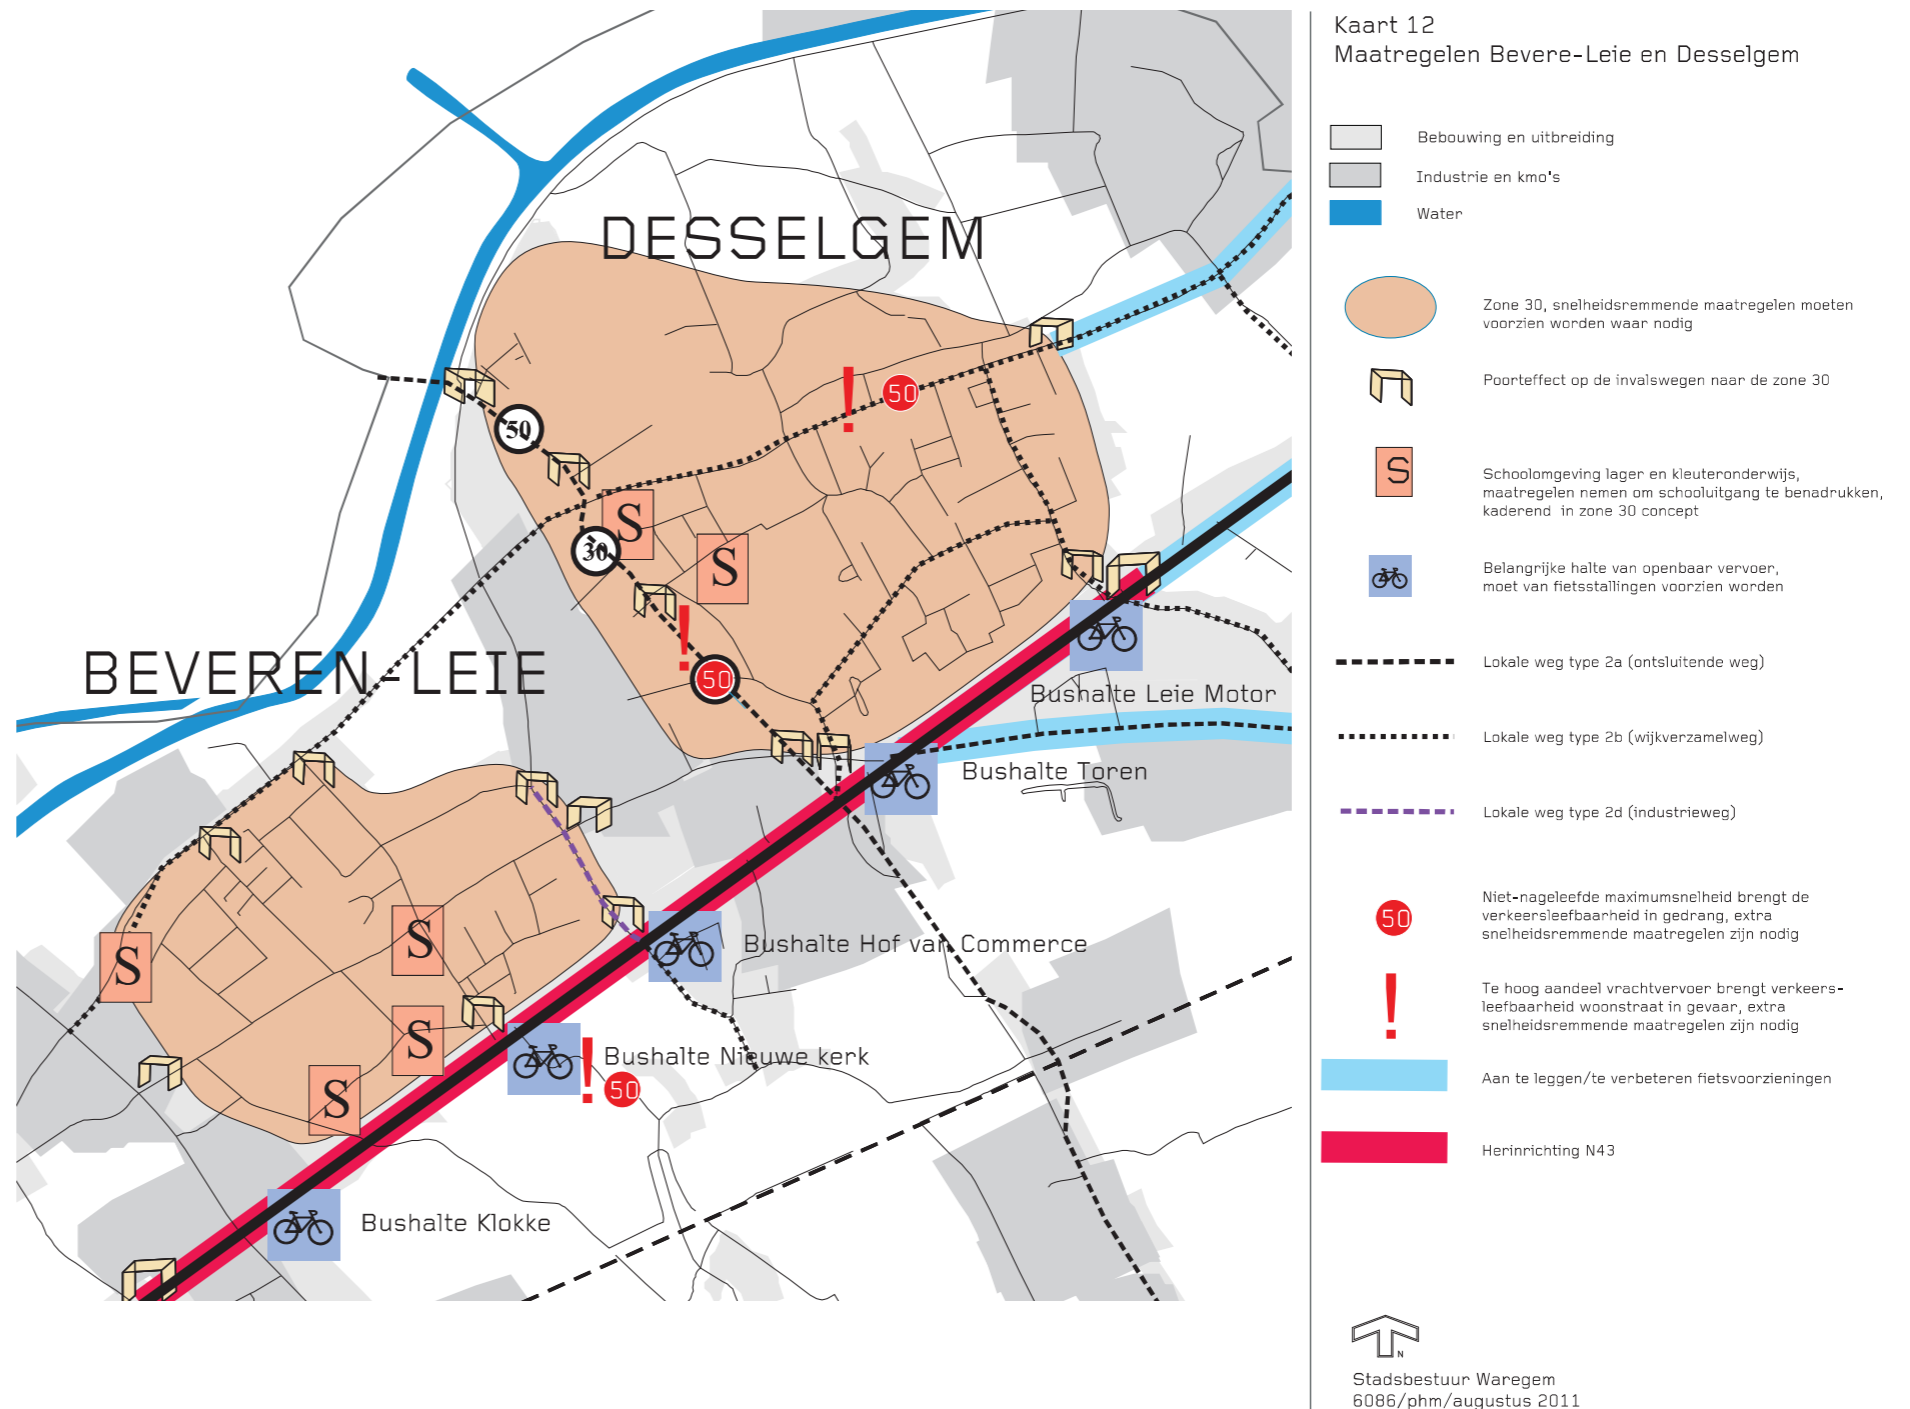 Kaart 12
Maatregelen Bevere-Leie en Desselgem
Bebouwing en uitbreiding
Industrie en kmo's
Water
Zone 30, snelheidsremmende maatregelen moeten
voorzien worden waar nodig
Poorteffect op de invalswegen naar de zone 30
S
Schoolomgeving lager en kleuteronderwijs,
maatregelen nemen om schooluitgang te benadrukken,
kaderend in zone 30 concept
Belangrijke halte van openbaar vervoer,
moet van fietsstallingen voorzien worden
Lokale weg type 2a (ontsluitende weg)
Lokale weg type 2b (wijkverzamelweg)
Lokale weg type 2d (industrieweg)
50
Niet-nageleefde maximumsnelheid brengt de
verkeersleefbaarheid in gedrang, extra
snelheidsremmende maatregelen zijn nodig
!
Te hoog aandeel vrachtvervoer brengt verkeers-
leefbaarheid woonstraat in gevaar, extra
snelheidsremmende maatregelen zijn nodig
Aan te leggen/te verbeteren fietsvoorzieningen
Herinrichting N43
N
Stadsbestuur Waregem
6086/phm/augustus 2011
DESSELGEM
! 50
50
S
30
S
!
50
BEVEREN-LEIE
Bushalte Leie Motor
Bushalte Toren
S
S
Bushalte Hof van Commerce
S
Bushalte Nieuwe kerk
! 50
S
Bushalte Klokke